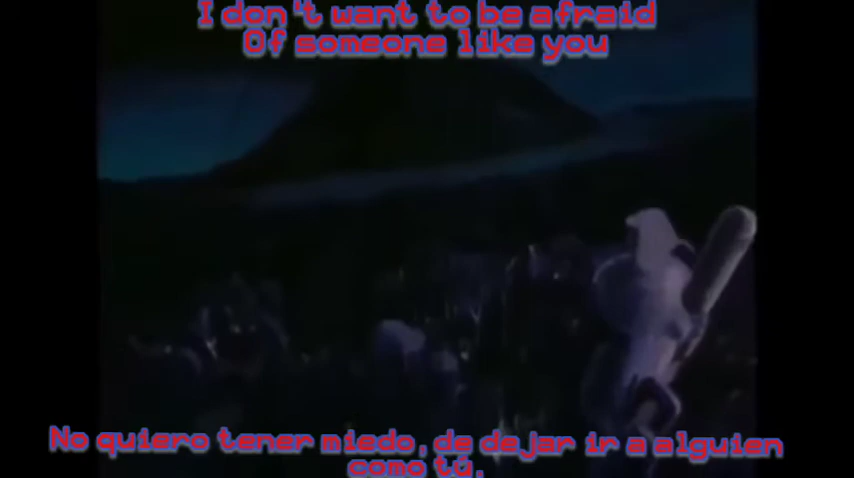 I don't want to be afraid
Of someone like you
No quiero tener miedo, de dejar ir a alguien
como tú.